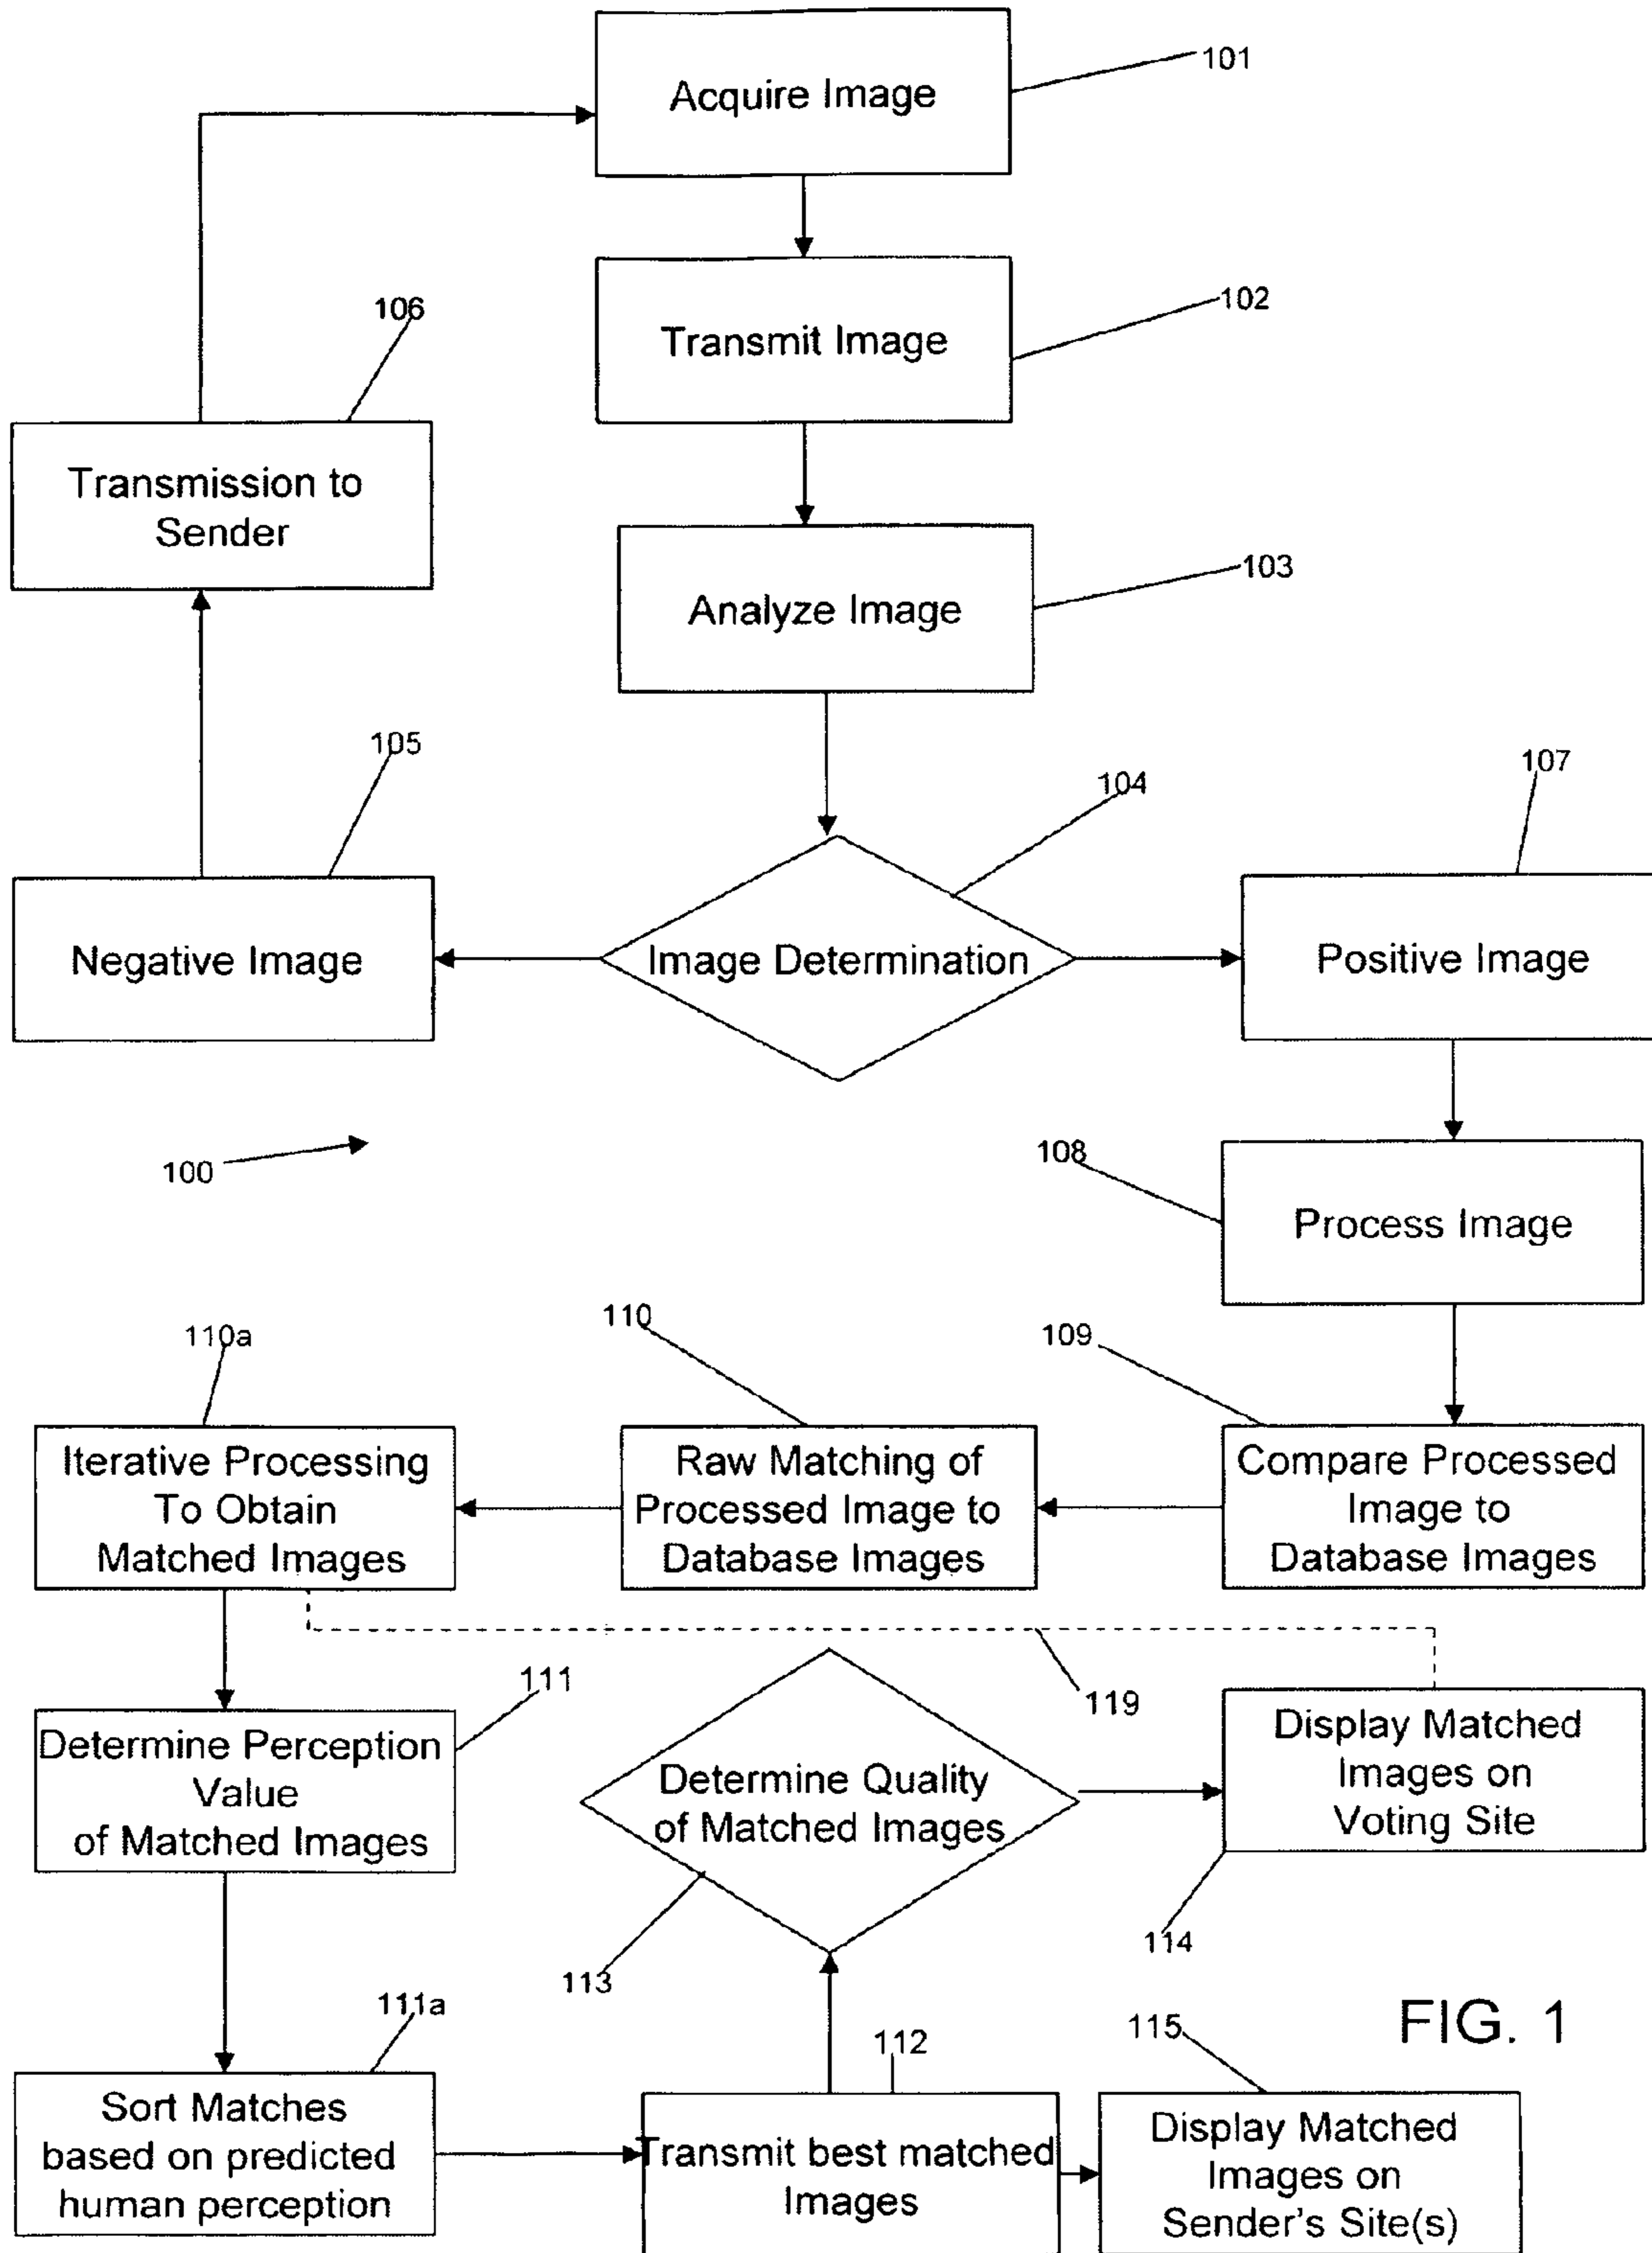 Acquire Image
101
Transmit Image
102
106
Transmission to
Sender
Analyze Image
103
105
104
107
Negative Image
Image Determination
Positive Image
100
108
Process Image
110a
110
109
Iterative Processing
To Obtain
Matched Images
Raw Matching of
Processed Image to
Database Images
Compare Processed
Image to
Database Images
119
111
Determine Perception
Value
of Matched Images
Determine Quality
of Matched Images
Display Matched
Images on
Voting Site
113
114
FIG. 1
111a
112
115
Sort Matches
based on predicted
human perception
Transmit best matched
Images
Display Matched
Images on
Sender's Site(s)